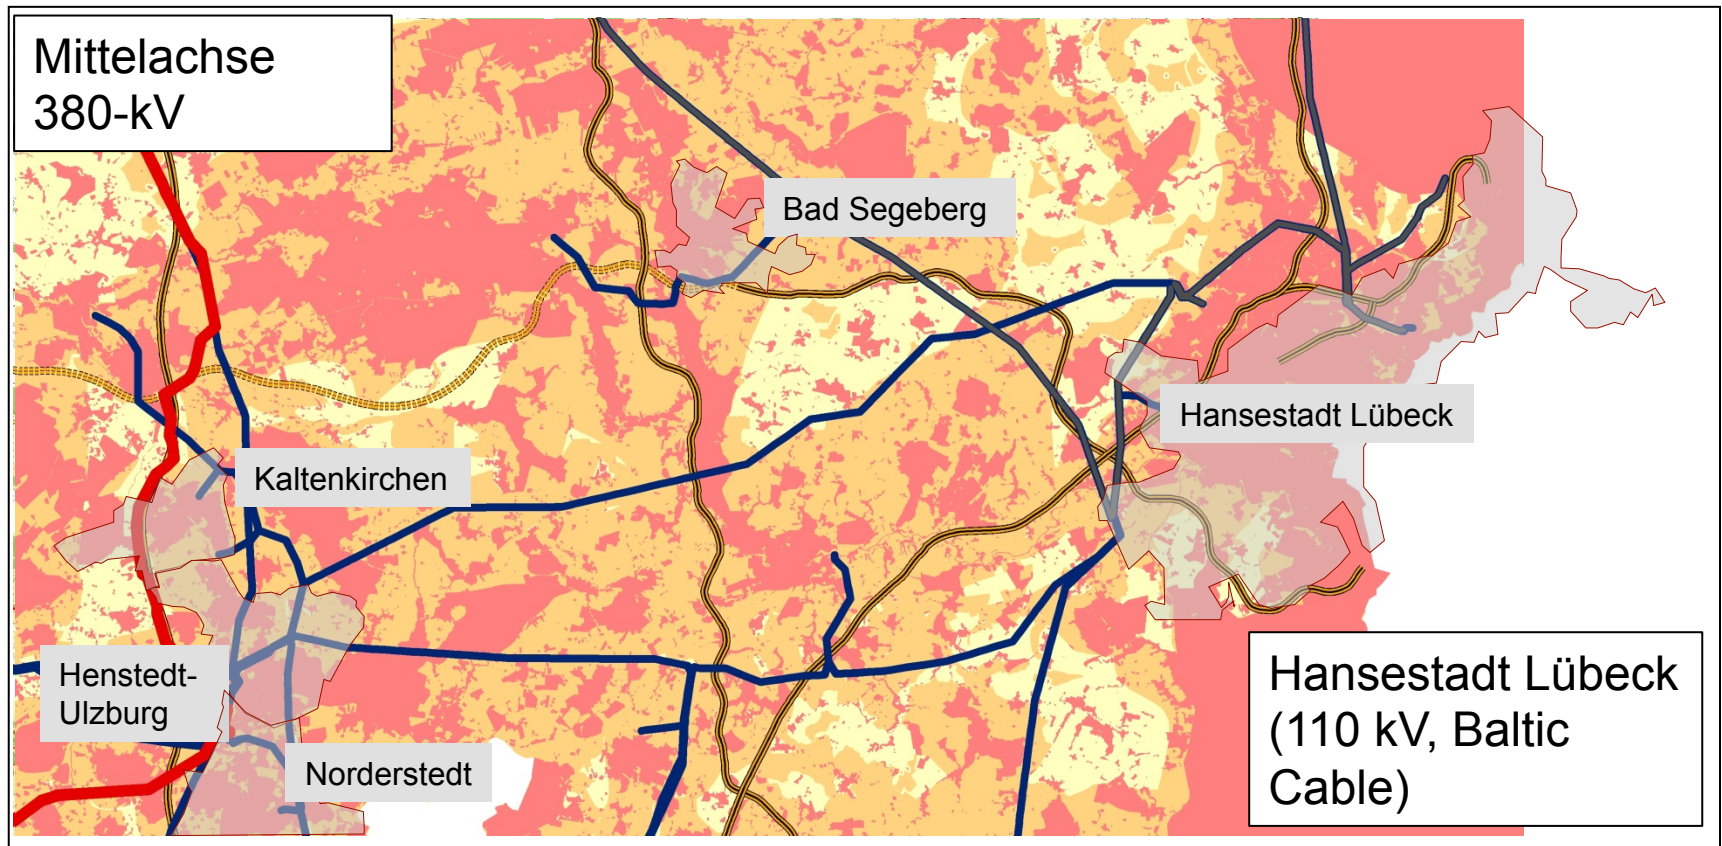 Mittelachse
380-kV
Bad Segeberg
Hansestadt Lübeck
Kaltenkirchen
Henstedt-
Ulzburg
Norderstedt
Hansestadt Lübeck
(110 kV, Baltic
Cable)